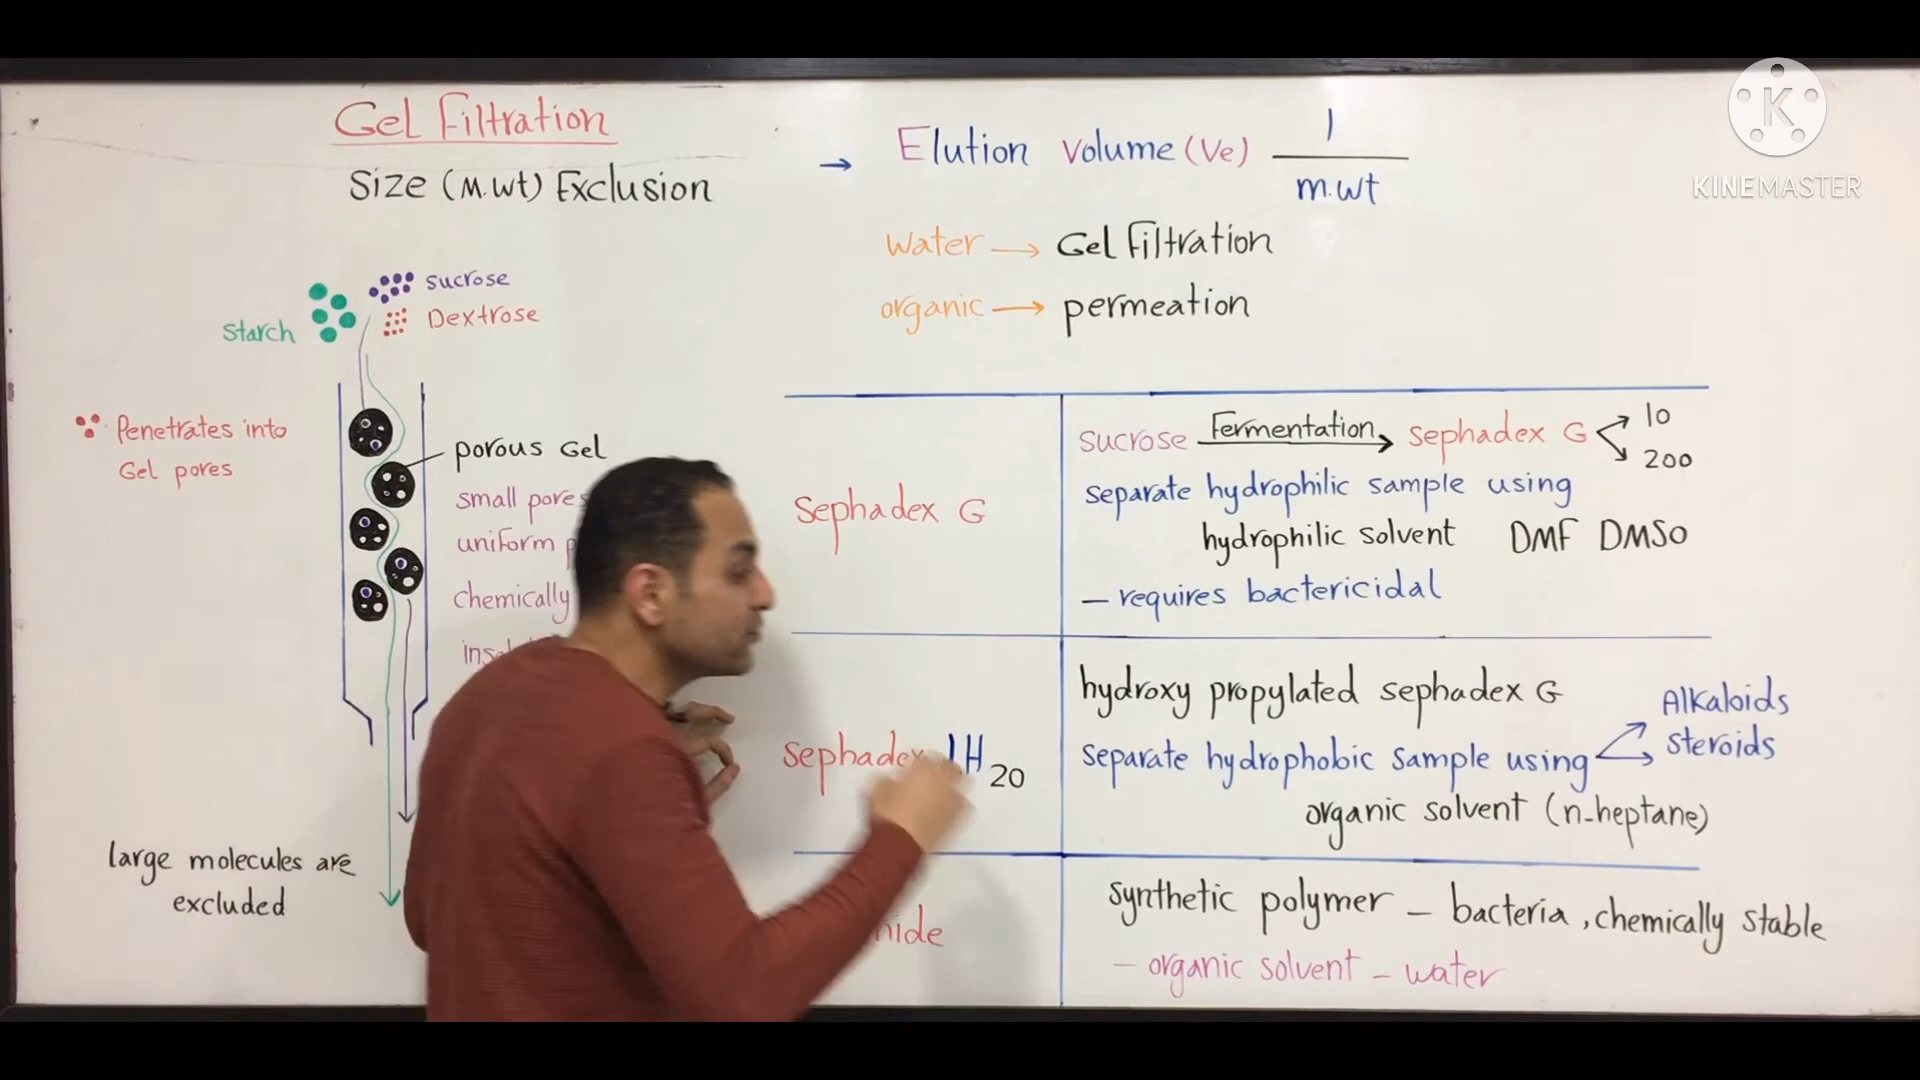 Gel Filtration
Size (M.wt) Exclusion
sucrose
Dextrose
starch
Penetrates into
Gel pores
porous Gel
small pores
uniform
chemically
large molecules are
excluded
→ Elution volume (Ve) 1
m.wt
water → Gel filtration
organic → permeation
Sephadex G
sucrose Fermentation → sephadex G 10
200
separate hydrophilic sample using
hydrophilic solvent DMF DMSO
– requires bactericidal
sephadex LH 20
hydroxy propylated sephadex G
Alkaloids
steroids
separate hydrophobic sample using
organic solvent (n-heptane)
synthetic polymer – bacteria, chemically stable
– organic solvent – water
K
KINEMASTER